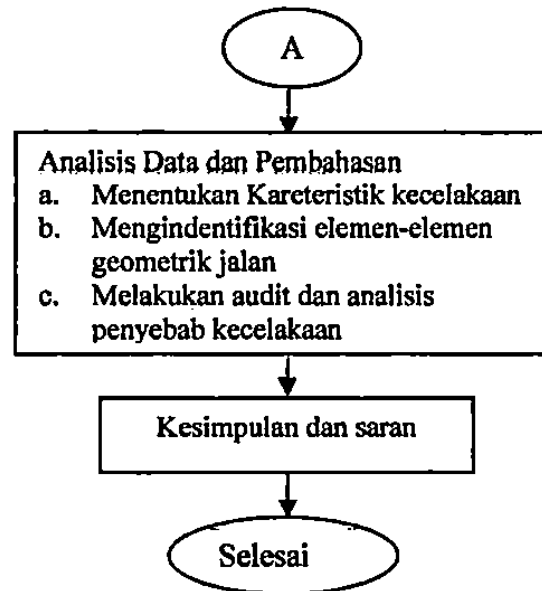 A
Analisis Data dan Pembahasan
a. Menentukan Kareteristik kecelakaan
b. Mengindentifikasi elemen-elemen
geometrik jalan
c. Melakukan audit dan analisis
penyebab kecelakaan
Kesimpulan dan saran
Selesai